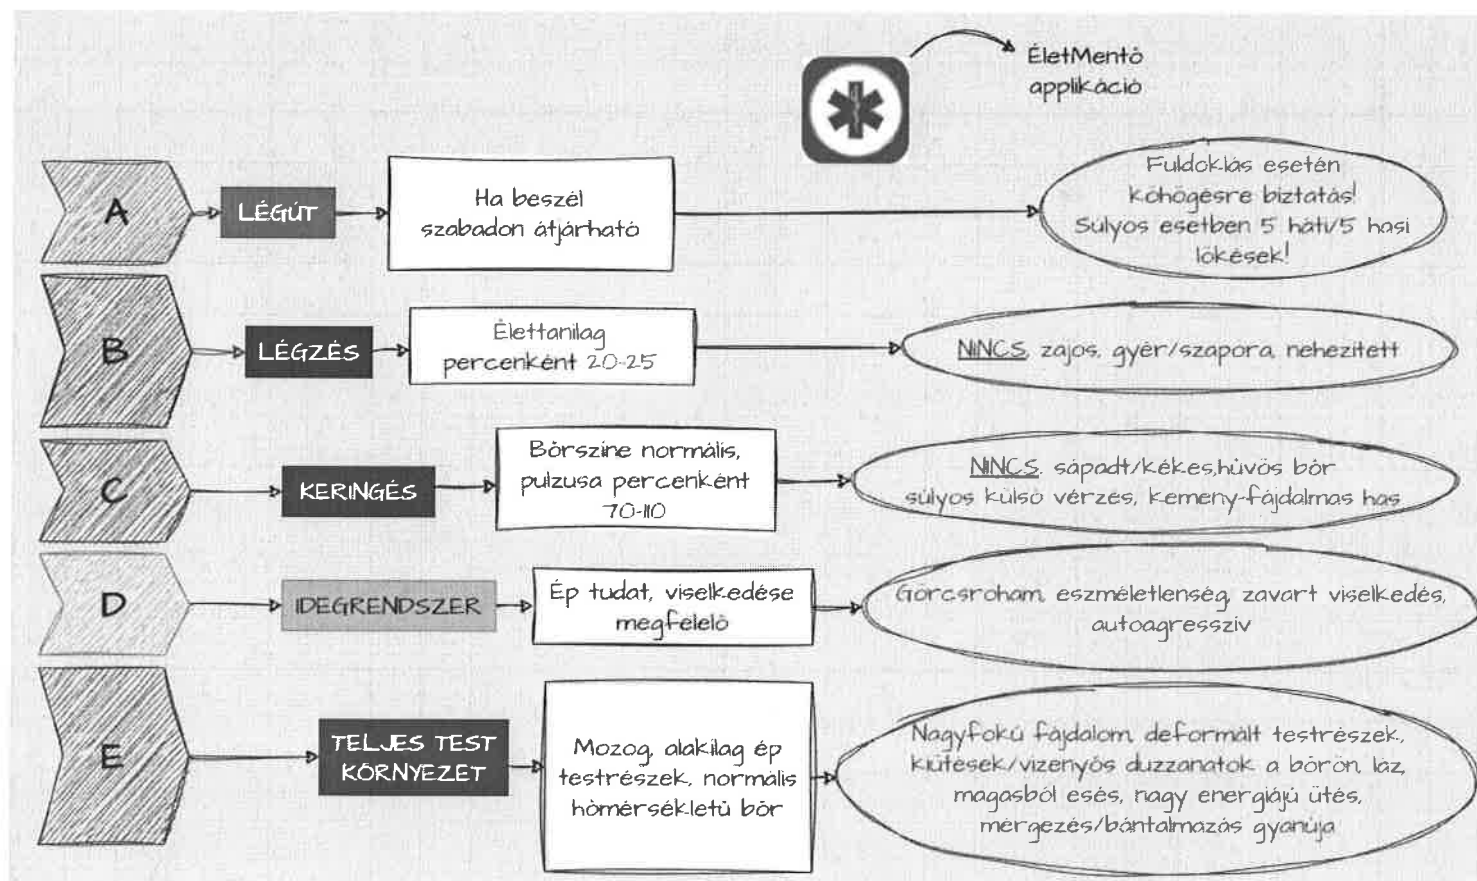 ÉletMentő
applikáció
A
LÉGÚT
Ha beszél
szabadon átjárható
Fuldoklás esetén
köhögésre biztatás!
Súlyos esetben 5 háti/5 hasi
lökések!
B
LÉGZÉS
Élettanilag
percenként 20-25
NINCS, zajos, gyér/szapora, nehezített
C
KERINGÉS
Bőrszíne normális,
pulzusa percenként
70-110
NINCS, sápadt/kékes,hűvös bőr
súlyos külső vérzés, kemény-fájdalmas has
D
IDEGRENDSZER
Ép tudat, viselkedése
megfelelő
Görcsroham, eszméletlenség, zavart viselkedés,
autoagresszív
E
TELJES TEST
KÖRNYEZET
Mozog, alakilag ép
testrészek, normális
hőmérsékletű bőr
Nagyfokú fájdalom, deformált testrészek,
kiütések/vizenyős duzzanatok a bőrön, láz,
magasból esés, nagy energiájú ütés,
mérgezés/bántalmazás gyanúja